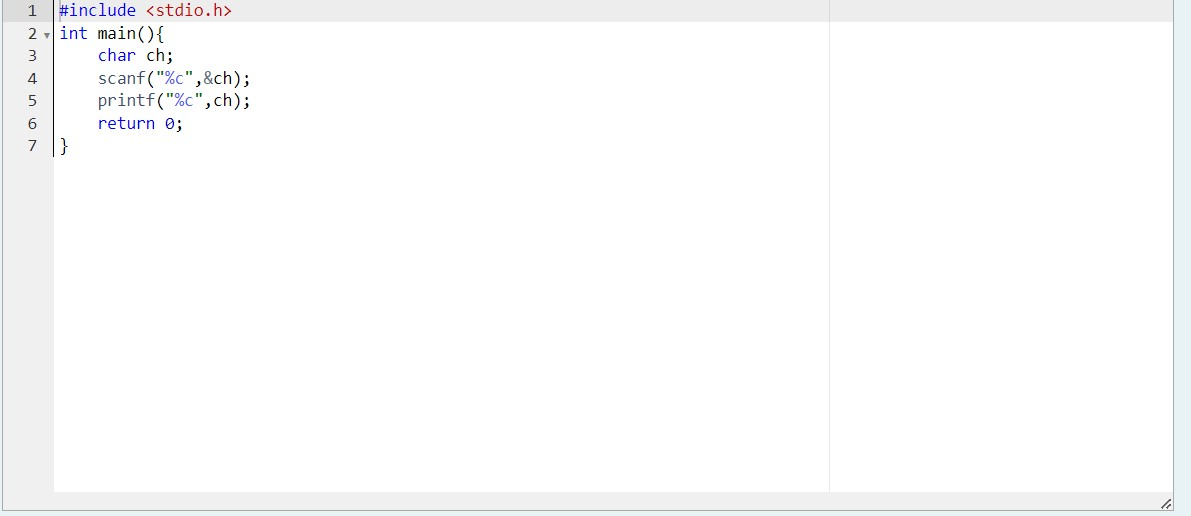 1 #include <stdio.h>
2 int main(){
3     char ch;
4     scanf("%c",&ch);
5     printf("%c",ch);
6     return 0;
7 }